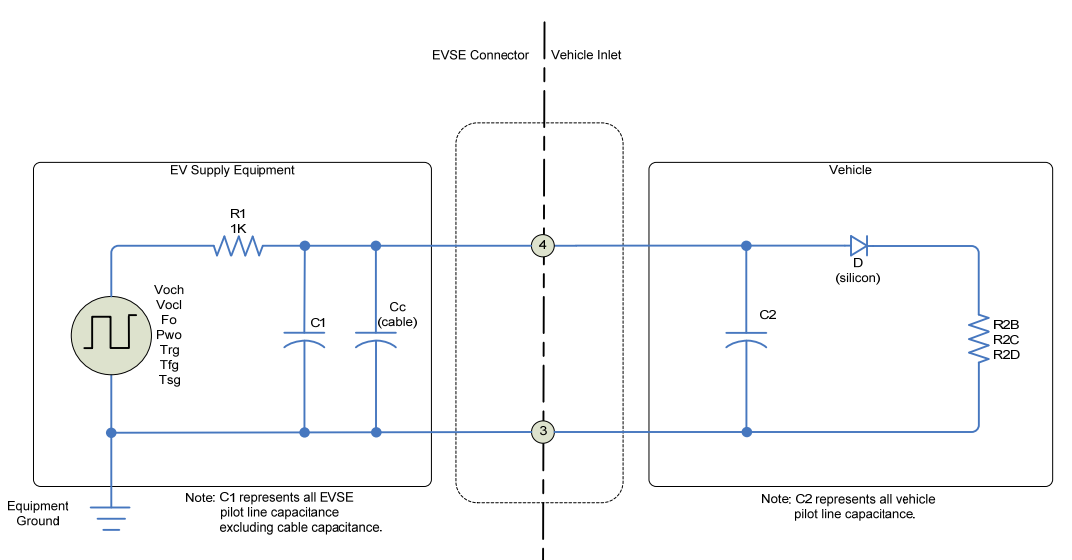 EVSE Connector
Vehicle Inlet
EV Supply Equipment
Vehicle
R1
1K
4
D
(silicon)
Voch
Vocl
Fo
Pwo
Trg
Tfg
Tsg
C1
Cc
(cable)
C2
R2B
R2C
R2D
3
Equipment
Ground
Note: C1 represents all EVSE
pilot line capacitance
excluding cable capacitance.
Note: C2 represents all vehicle
pilot line capacitance.